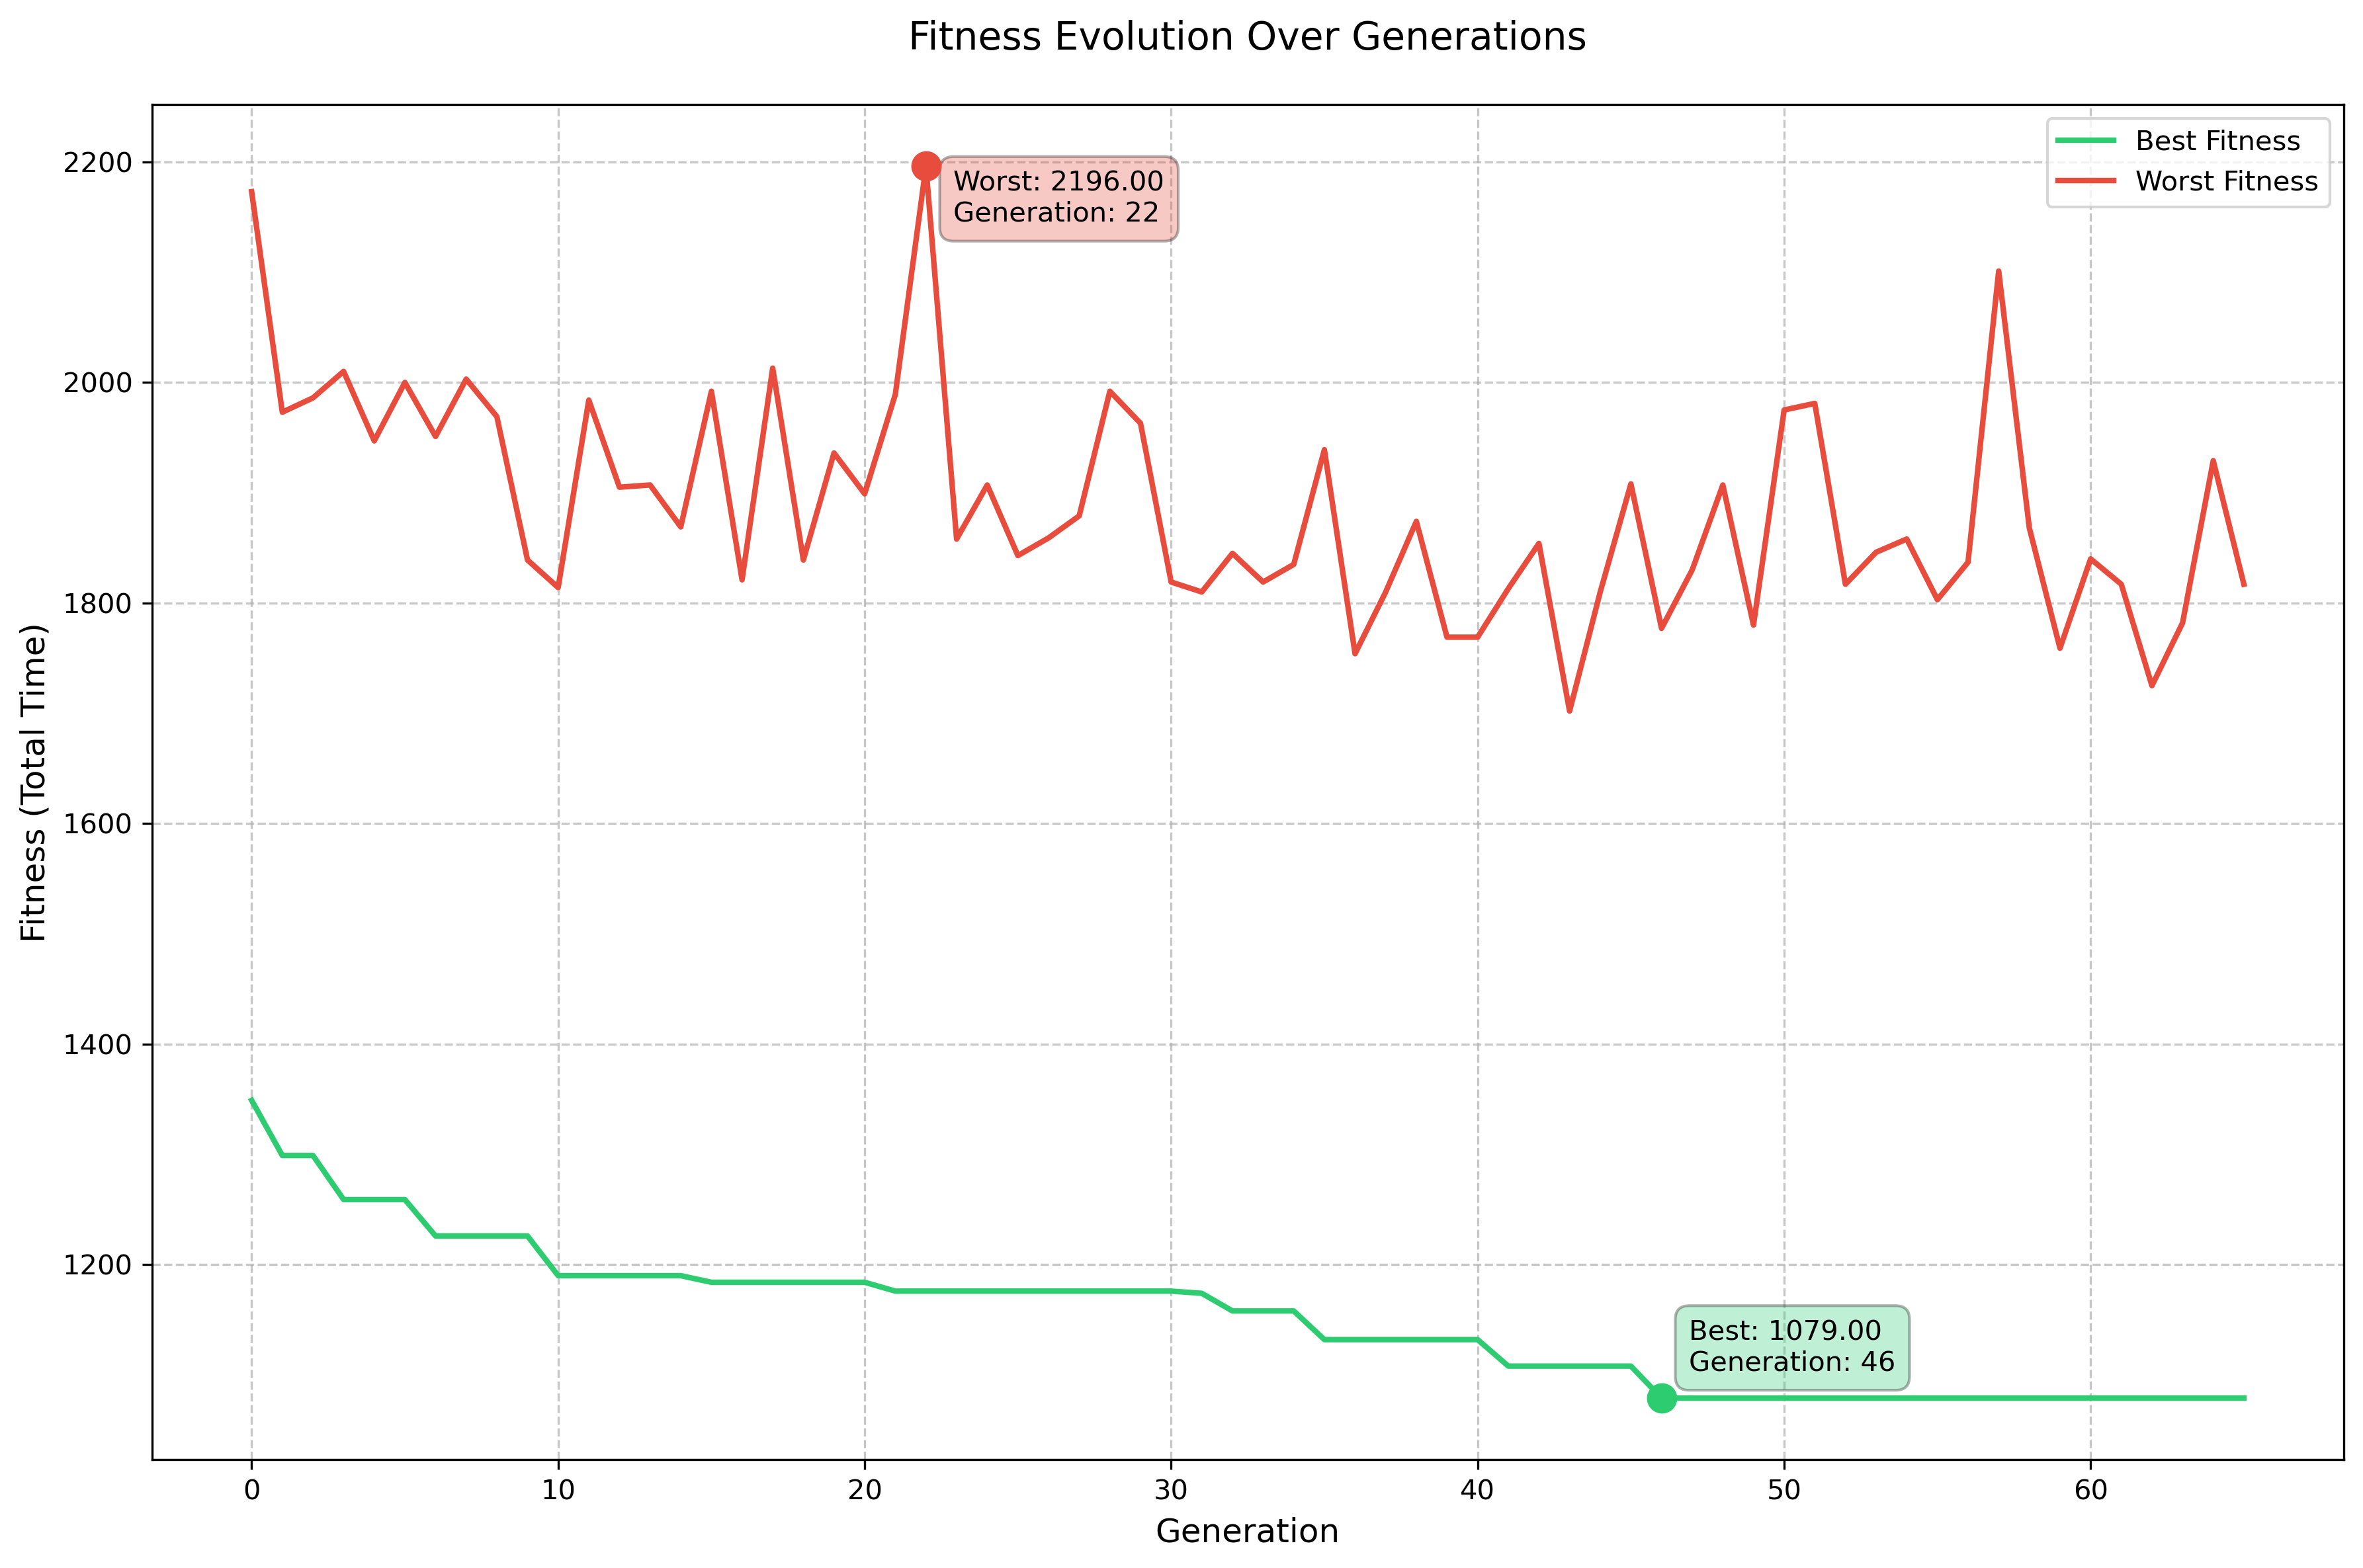 Fitness Evolution Over Generations
Best Fitness
Worst Fitness
Worst: 2196.00
Generation: 22
Best: 1079.00
Generation: 46
Fitness (Total Time)
2200
2000
1800
1600
1400
1200
0 10 20 30 40 50 60
Generation